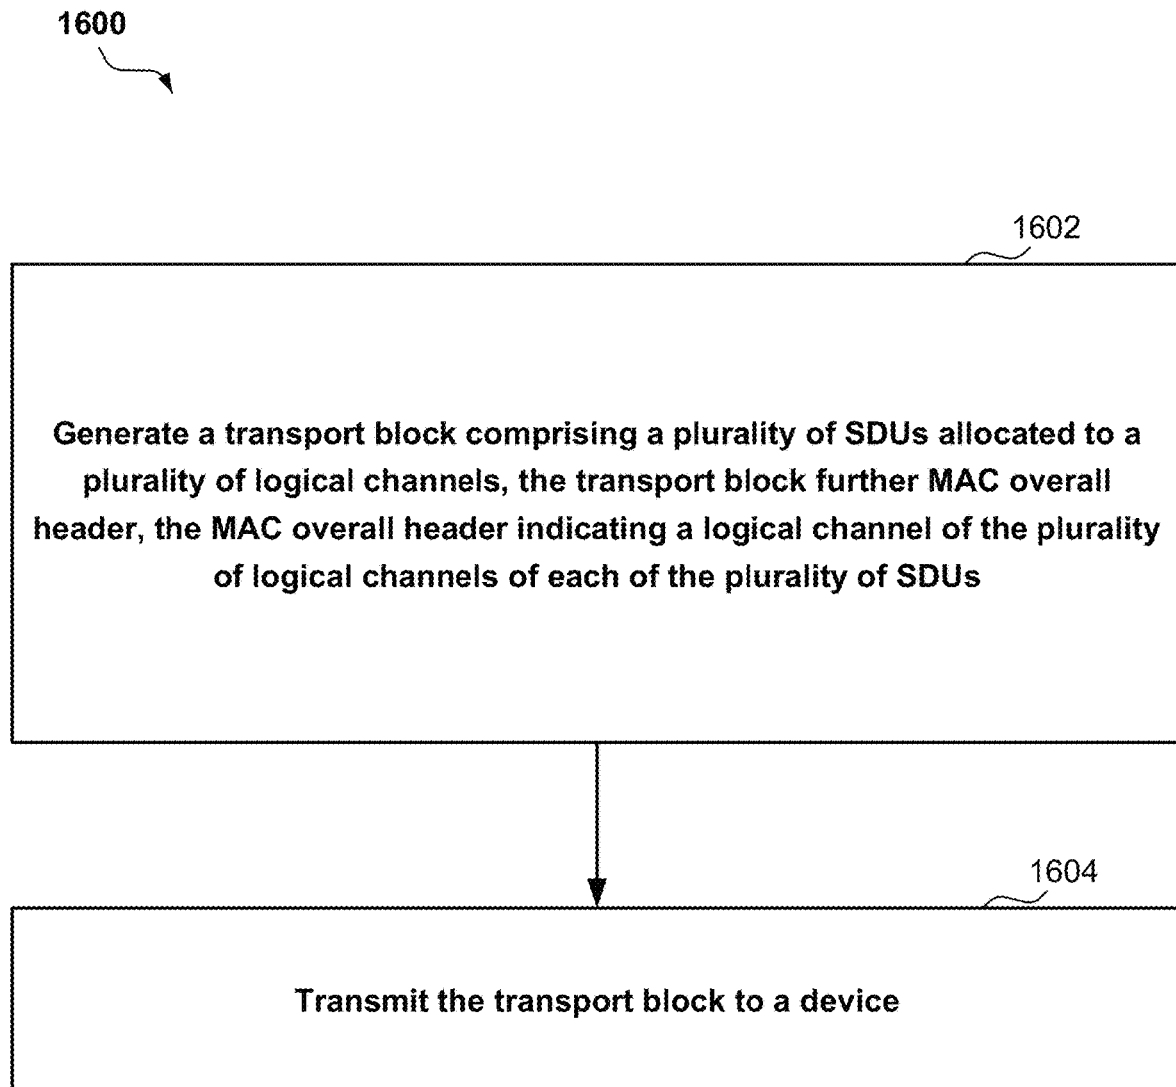 1600
1602
Generate a transport block comprising a plurality of SDUs allocated to a
plurality of logical channels, the transport block further MAC overall
header, the MAC overall header indicating a logical channel of the plurality
of logical channels of each of the plurality of SDUs
1604
Transmit the transport block to a device